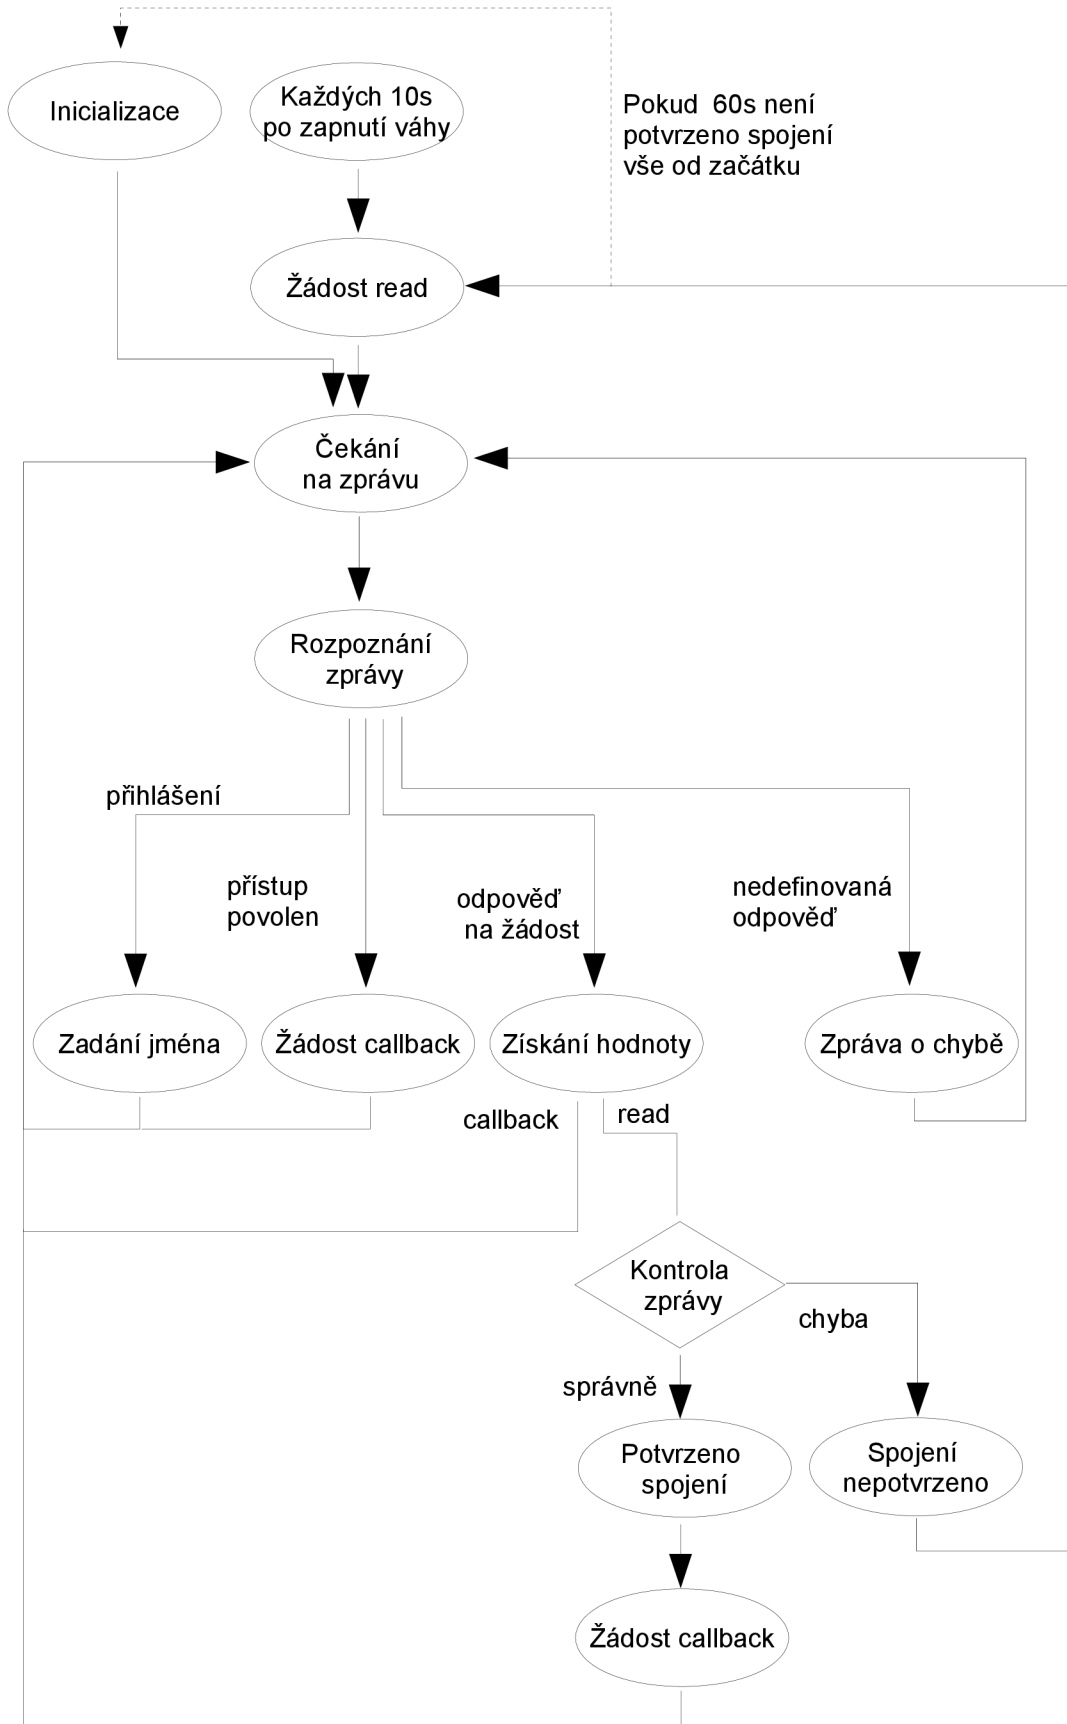 Inicializace
Každých 10s
po zapnutí váhy
Pokud  60s není
potvrzeno spojení
vše od začátku
Žádost read
Čekání
na zprávu
Rozpoznání
zprávy
přihlášení
přístup
povolen
odpověď
na žádost
nedefinovaná
odpověď
Zadání jména
Žádost callback
Získání hodnoty
Zpráva o chybě
callback
read
Kontrola
zprávy
chyba
správně
Potvrzeno
spojení
Spojení
nepotvrzeno
Žádost callback